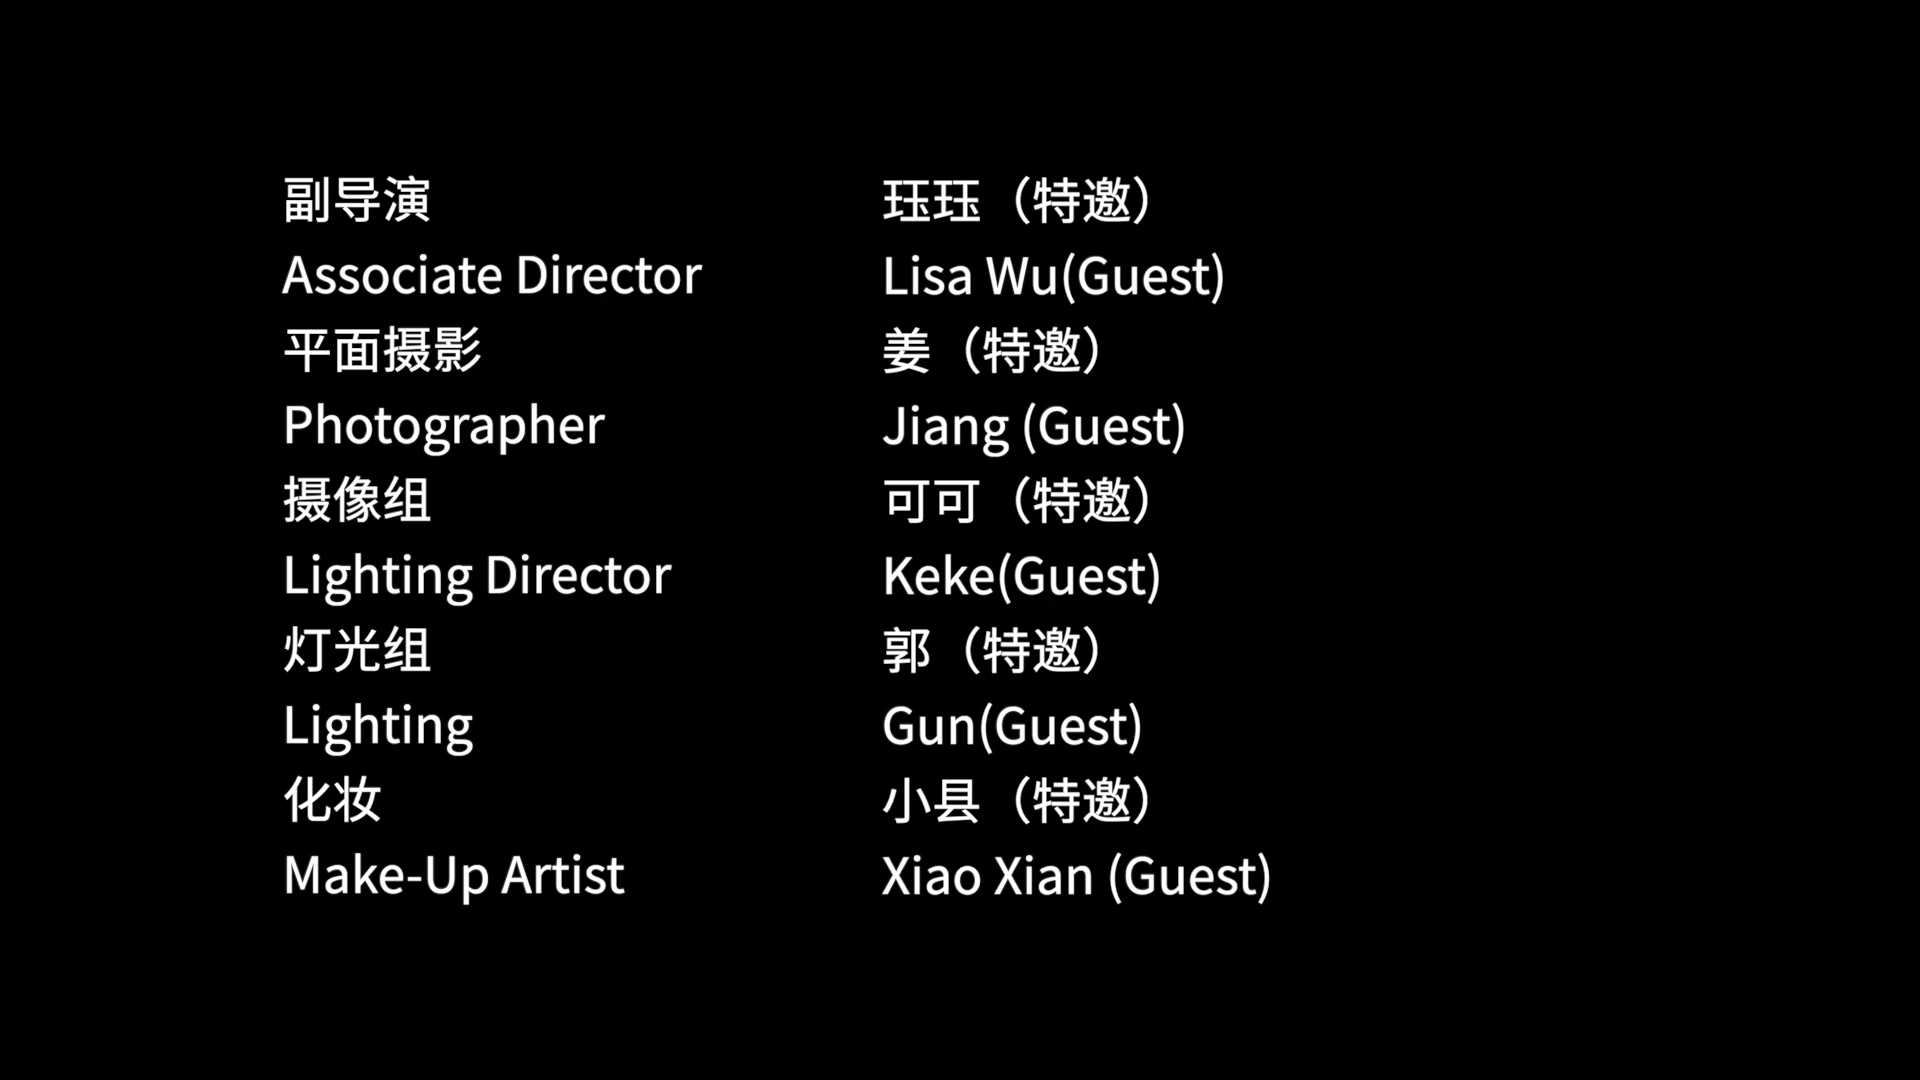 副导演 珏珏（特邀）
Associate Director Lisa Wu(Guest)
平面摄影 姜（特邀）
Photographer Jiang (Guest)
摄像组 可可（特邀）
Lighting Director Keke(Guest)
灯光组 郭（特邀）
Lighting Gun(Guest)
化妆 小县（特邀）
Make-Up Artist Xiao Xian (Guest)